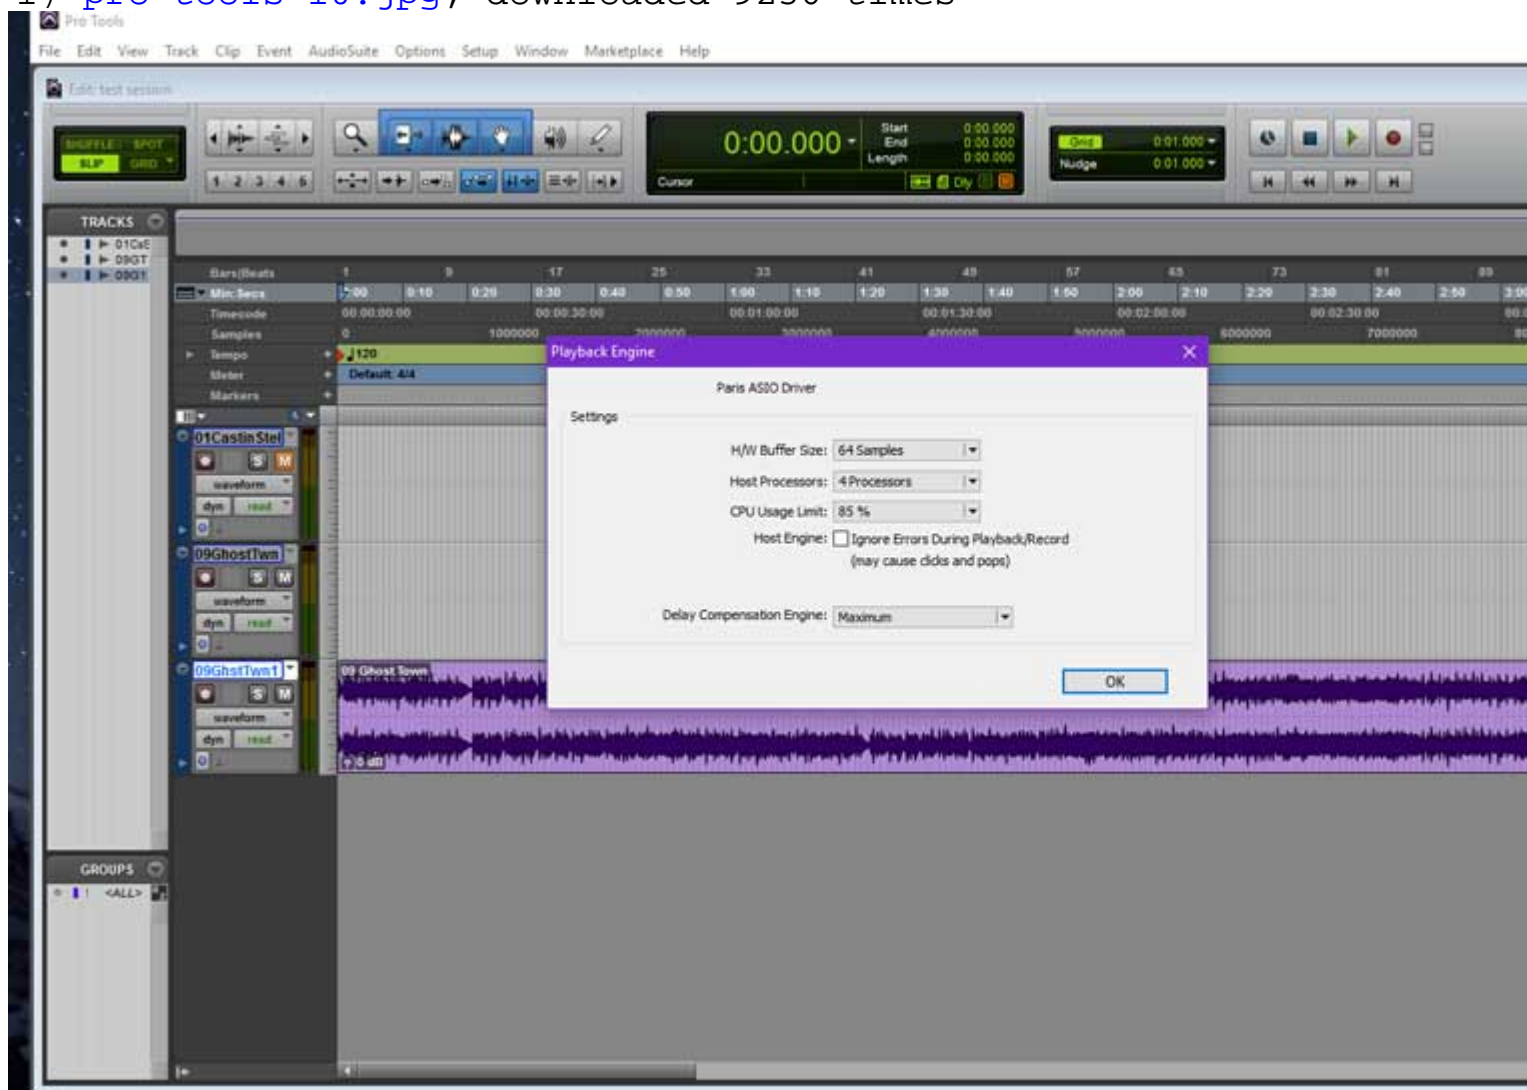 1) pro tools 10.jpg, downloaded 9250 times
Pro Tools
File Edit View Track Clip Event AudioSuite Options Setup Window Marketplace Help
Edit: test session
SHUFFLE SPOT
SLIP GRID
1 2 3 4 5
0:00.000
Start 0:00.000
End 0:00.000
Length 0:00.000
Cursor
Dly
Grid 0:01.000
Nudge 0:01.000
TRACKS
01CsS
09GT
09G1
Bars|Beats 1 9 17 25 33 41 49 57 65 73 81 89
Min:Secs 0:00 0:10 0:20 0:30 0:40 0:50 1:00 1:10 1:20 1:30 1:40 1:50 2:00 2:10 2:20 2:30 2:40 2:50 3:00
Timecode 00:00:00:00 00:00:30:00 00:01:00:00 00:01:30:00 00:02:00:00 00:02:30:00
Samples 0 1000000 2000000 3000000 4000000 5000000 6000000 7000000
Tempo 120
Meter Default: 4/4
Markers
Playback Engine
Paris ASIO Driver
Settings
H/W Buffer Size: 64 Samples
Host Processors: 4 Processors
CPU Usage Limit: 85 %
Host Engine: Ignore Errors During Playback/Record
(may cause clicks and pops)
Delay Compensation Engine: Maximum
OK
01CastinStel
S M
waveform
dyn read
09GhostTwn
S M
waveform
dyn read
09GhstTwn1
S M
waveform
dyn read
09 Ghost Town
0 dB
GROUPS
! <ALL>